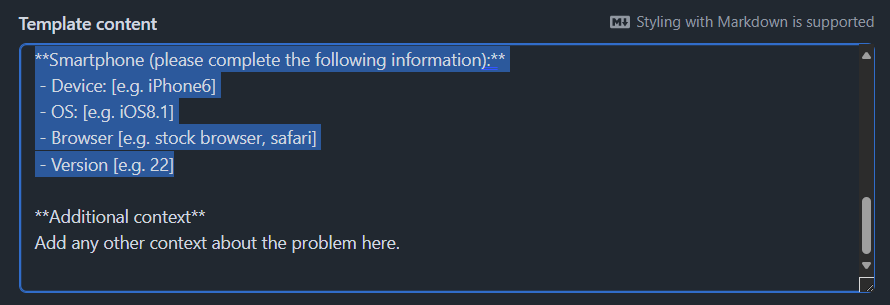 Template content
Styling with Markdown is supported
**Smartphone (please complete the following information):**
- Device: [e.g. iPhone6]
- OS: [e.g. iOS8.1]
- Browser [e.g. stock browser, safari]
- Version [e.g. 22]
**Additional context**
Add any other context about the problem here.